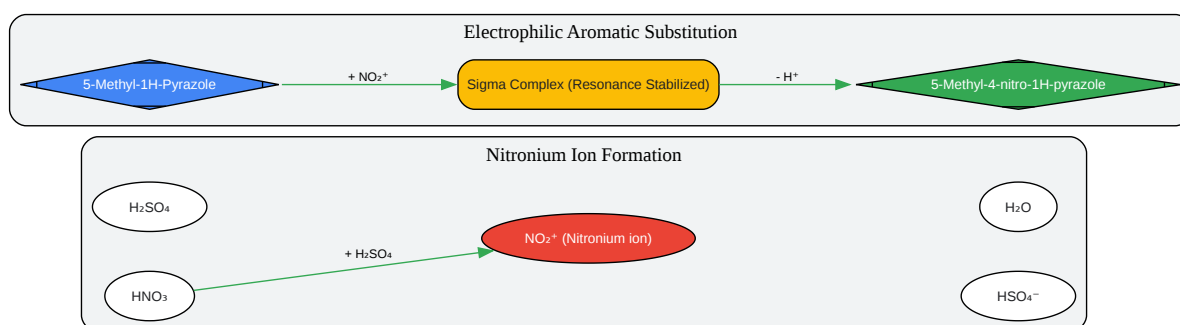 Electrophilic Aromatic Substitution
5-Methyl-1H-Pyrazole
+ NO₂⁺
Sigma Complex (Resonance Stabilized)
- H⁺
5-Methyl-4-nitro-1H-pyrazole
Nitronium Ion Formation
H₂SO₄
H₂O
NO₂⁺ (Nitronium ion)
+ H₂SO₄
HNO₃
HSO₄⁻